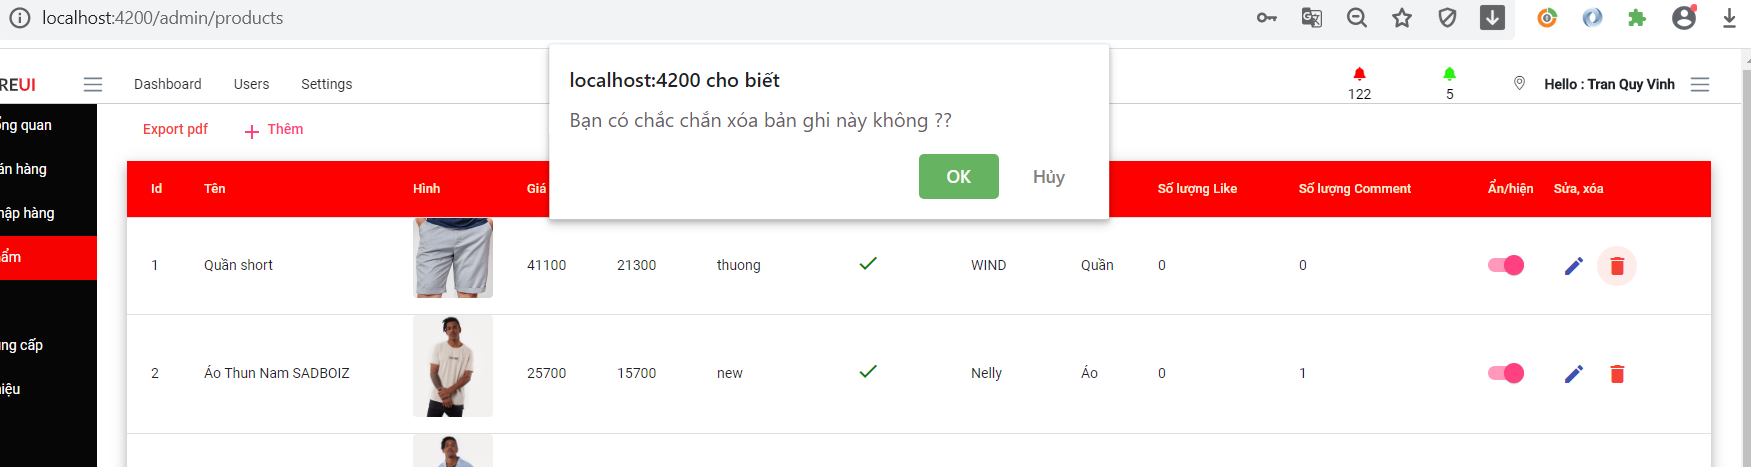 localhost:4200/admin/products
localhost:4200 cho biết
Bạn có chắc chắn xóa bản ghi này không ??
OK Hủy
REUI Dashboard Users Settings 122 5 Hello : Tran Quy Vinh
ổng quan
án hàng
hập hàng
ẩm
ung cấp
hiệu
Export pdf Thêm
Id Tên Hình Giá Số lượng Like Số lượng Comment Ẩn/hiện Sửa, xóa
1 Quần short 41100 21300 thuong WIND Quần 0 0
2 Áo Thun Nam SADBOIZ 25700 15700 new Nelly Áo 0 1